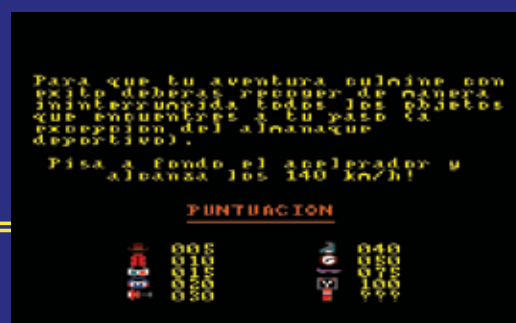 Para que tu aventura culmine con
exito deberas recoger de manera
ininterrumpida todos los objetos
que encuentres a tu paso (a
excepcion del almanaque
deportivo).
Pisa a fondo el acelerador y
alcanza los 140 km/h!
PUNTUACION
005 040
010 050
015 075
020 100
030 ???